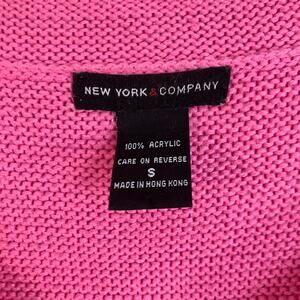 NEW YORK & COMPANY
100% ACRYLIC
CARE ON REVERSE
S
MADE IN HONG KONG